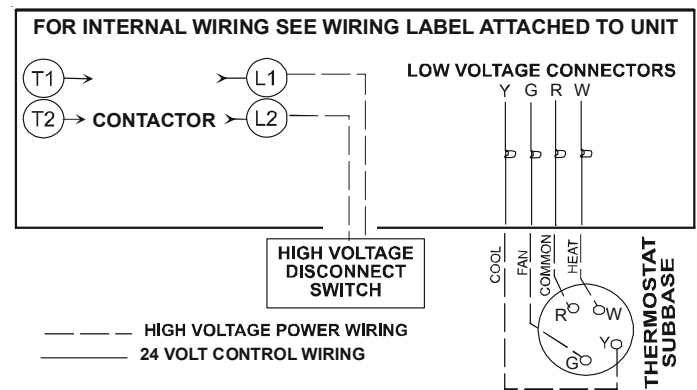 FOR INTERNAL WIRING SEE WIRING LABEL ATTACHED TO UNIT
T1 L1
T2 CONTACTOR L2
LOW VOLTAGE CONNECTORS
Y G R W
HIGH VOLTAGE
DISCONNECT
SWITCH
COOL
FAN
COMMON
HEAT
R W
Y
G
THERMOSTAT
SUBBASE
HIGH VOLTAGE POWER WIRING
24 VOLT CONTROL WIRING